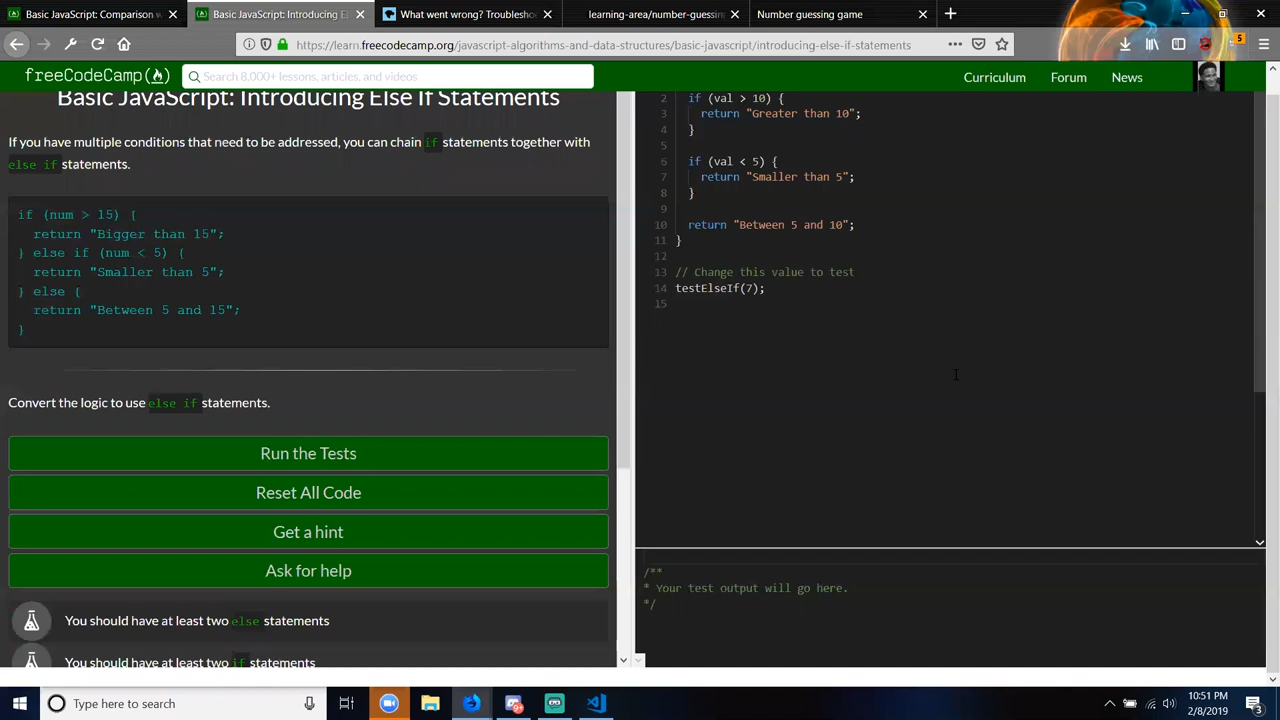 Basic JavaScript: Comparison w
Basic JavaScript: Introducing E
What went wrong? Troublesho
learning-area/number-guessing
Number guessing game
https://learn.freecodecamp.org/javascript-algorithms-and-data-structures/basic-javascript/introducing-else-if-statements
5
freeCodeCamp
Search 8,000+ lessons, articles, and videos
Curriculum
Forum
News
Basic JavaScript: Introducing Else If Statements
If you have multiple conditions that need to be addressed, you can chain if statements together with
else if statements.
if (num > 15) {
return "Bigger than 15";
} else if (num < 5) {
return "Smaller than 5";
} else {
return "Between 5 and 15";
}
Convert the logic to use else if statements.
Run the Tests
Reset All Code
Get a hint
Ask for help
You should have at least two else statements
You should have at least two if statements
2 if (val > 10) {
3 return "Greater than 10";
4 }
5
6 if (val < 5) {
7 return "Smaller than 5";
8 }
9
10 return "Between 5 and 10";
11 }
12
13 // Change this value to test
14 testElseIf(7);
15
/**
* Your test output will go here.
*/
Type here to search
10:51 PM
2/8/2019
3